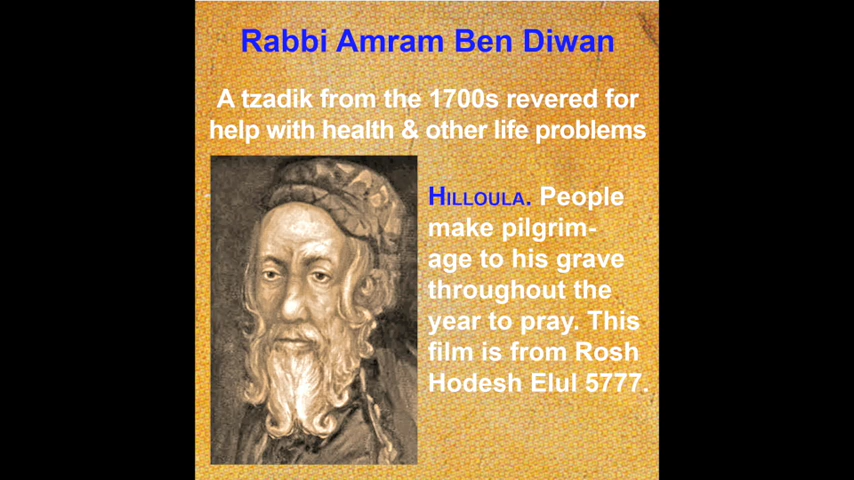 Rabbi Amram Ben Diwan
A tzadik from the 1700s revered for
help with health & other life problems
HILLOULA. People
make pilgrim-
age to his grave
throughout the
year to pray. This
film is from Rosh
Hodesh Elul 5777.